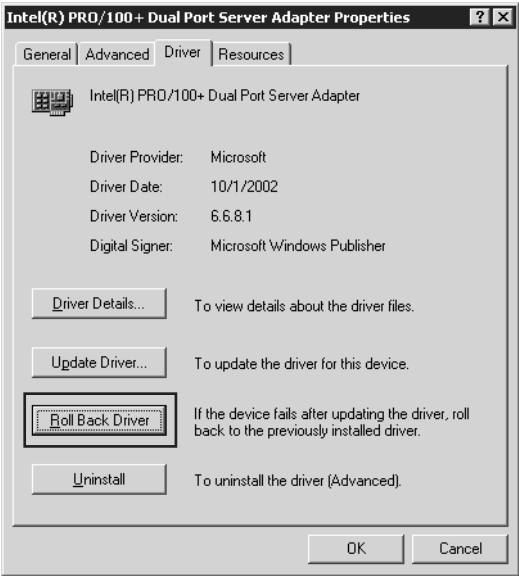 Intel(R) PRO/100+ Dual Port Server Adapter Properties ? X
General Advanced Driver Resources
Intel(R) PRO/100+ Dual Port Server Adapter
Driver Provider: Microsoft
Driver Date: 10/1/2002
Driver Version: 6.6.8.1
Digital Signer: Microsoft Windows Publisher
Driver Details... To view details about the driver files.
Update Driver... To update the driver for this device.
Roll Back Driver If the device fails after updating the driver, roll
back to the previously installed driver.
Uninstall To uninstall the driver (Advanced).
OK Cancel